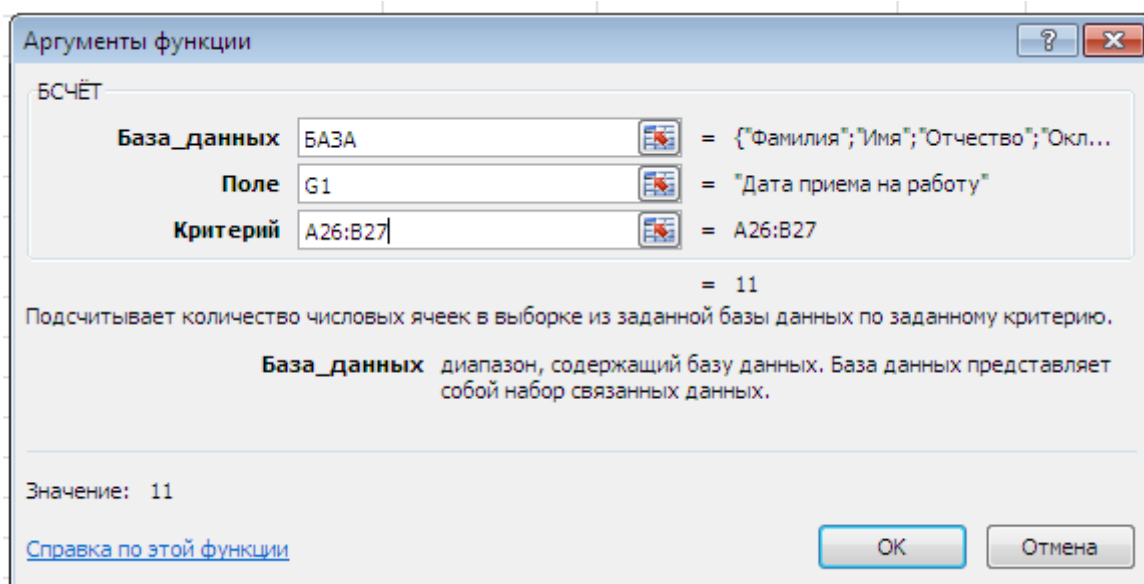 Аргументы функции
БСЧЁТ
База_данных БАЗА = {"Фамилия";"Имя";"Отчество";"Окл...
Поле G1 = "Дата приема на работу"
Критерий A26:B27 = A26:B27
= 11
Подсчитывает количество числовых ячеек в выборке из заданной базы данных по заданному критерию.
База_данных диапазон, содержащий базу данных. База данных представляет
собой набор связанных данных.
Значение: 11
Справка по этой функции
ОК Отмена